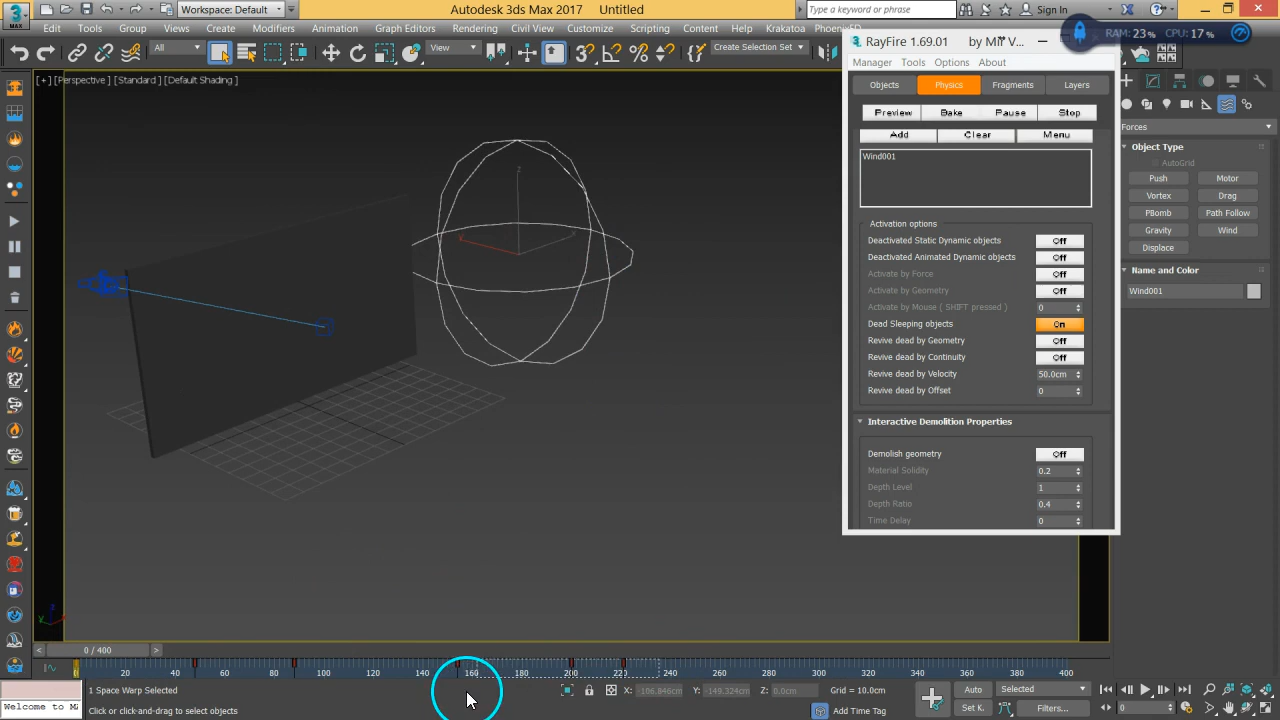 Autodesk 3ds Max 2017 Untitled
Workspace: Default
Type a keyword or phrase
Sign In
MAX
Edit Tools Group Views Create Modifiers Animation Graph Editors Rendering Civil View Customize Scripting Content Help Krakatoa PhoenixFD
RAM: 23% CPU: 17%
All
View
Create Selection Set
RayFire 1.69.01 by Mir V...
Manager Tools Options About
Objects Physics Fragments Layers
Preview Bake Pause Stop
Add Clear Menu
Wind001
Activation options
Deactivated Static Dynamic objects Off
Deactivated Animated Dynamic objects Off
Activate by Force Off
Activate by Geometry Off
Activate by Mouse ( SHIFT pressed ) 0
Dead Sleeping objects On
Revive dead by Geometry Off
Revive dead by Continuity Off
Revive dead by Velocity 50.0cm
Revive dead by Offset 0
Interactive Demolition Properties
Demolish geometry Off
Material Solidity 0.2
Depth Level 1
Depth Ratio 0.4
Time Delay 0
[+] [Perspective ] [Standard ] [Default Shading ]
Forces
Object Type
AutoGrid
Push Motor
Vortex Drag
PBomb Path Follow
Gravity Wind
Displace
Name and Color
Wind001
0 / 400
20 40 60 80 100 120 140 160 180 200 220 240 260 280 300 320 340 360 380 400
1 Space Warp Selected
X: -106.846cm Y: -149.324cm Z: 0.0cm Grid = 10.0cm
Auto Selected
Welcome to M
Click or click-and-drag to select objects
Add Time Tag
Set K. Filters...
0